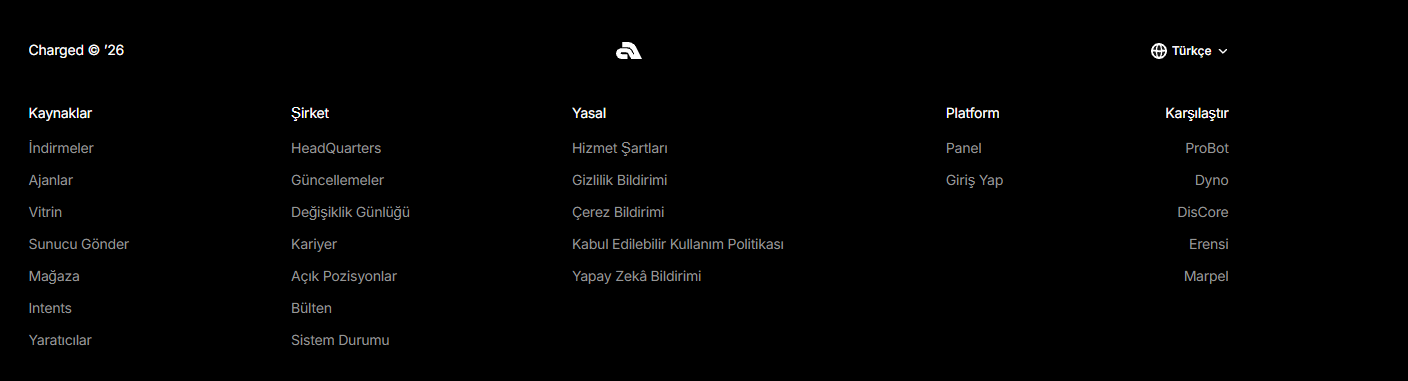 Charged © '26
Türkçe
Kaynaklar
İndirmeler
Ajanlar
Vitrin
Sunucu Gönder
Mağaza
Intents
Yaratıcılar
Şirket
HeadQuarters
Güncellemeler
Değişiklik Günlüğü
Kariyer
Açık Pozisyonlar
Bülten
Sistem Durumu
Yasal
Hizmet Şartları
Gizlilik Bildirimi
Çerez Bildirimi
Kabul Edilebilir Kullanım Politikası
Yapay Zekâ Bildirimi
Platform
Panel
Giriş Yap
Karşılaştır
ProBot
Dyno
DisCore
Erensi
Marpel